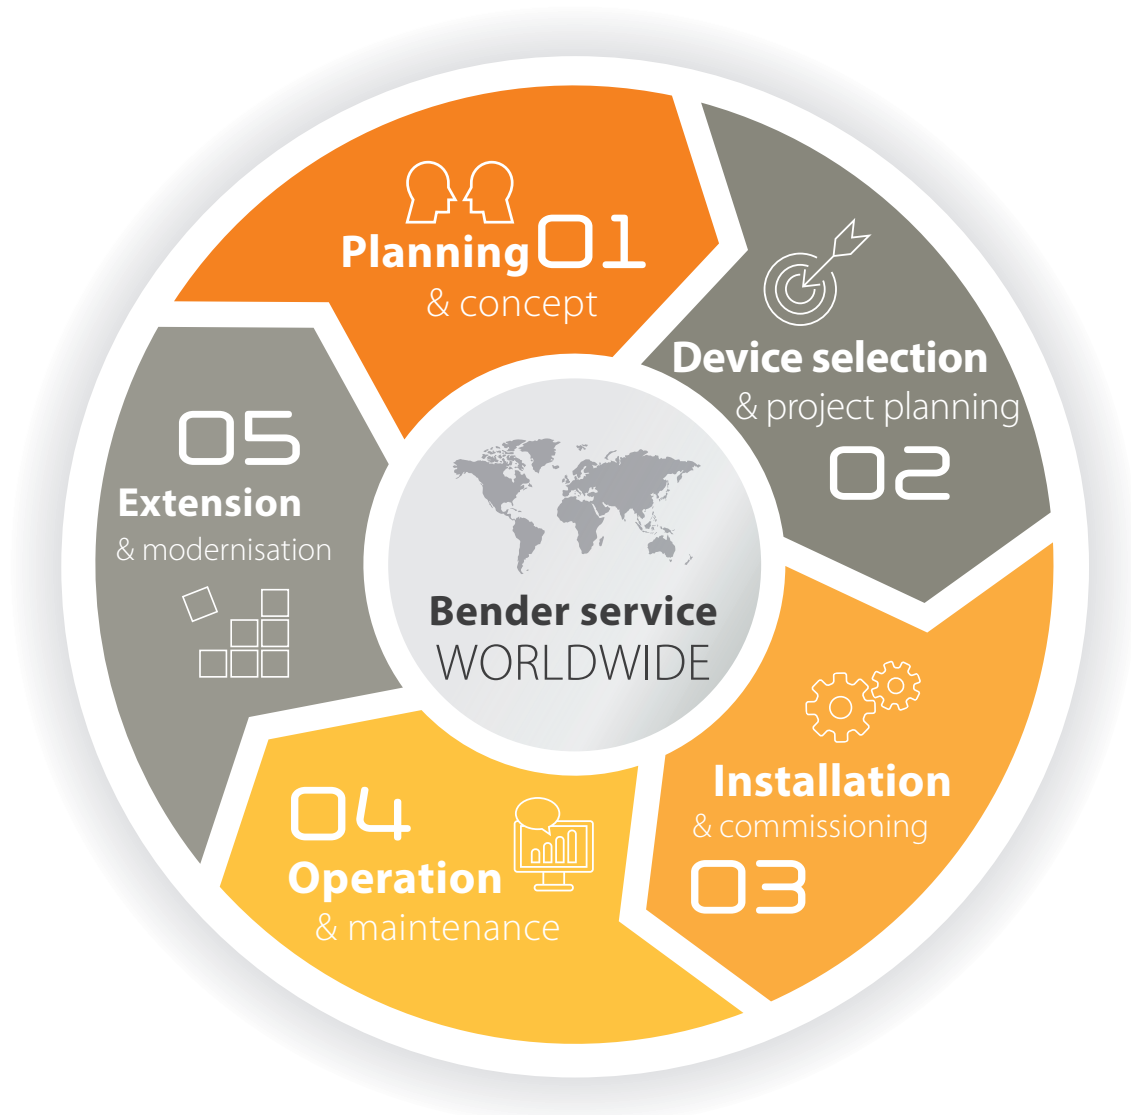 Planning 01
& concept
Device selection
& project planning
02
Installation
& commissioning
03
04
Operation
& maintenance
05
Extension
& modernisation
Bender service
WORLDWIDE